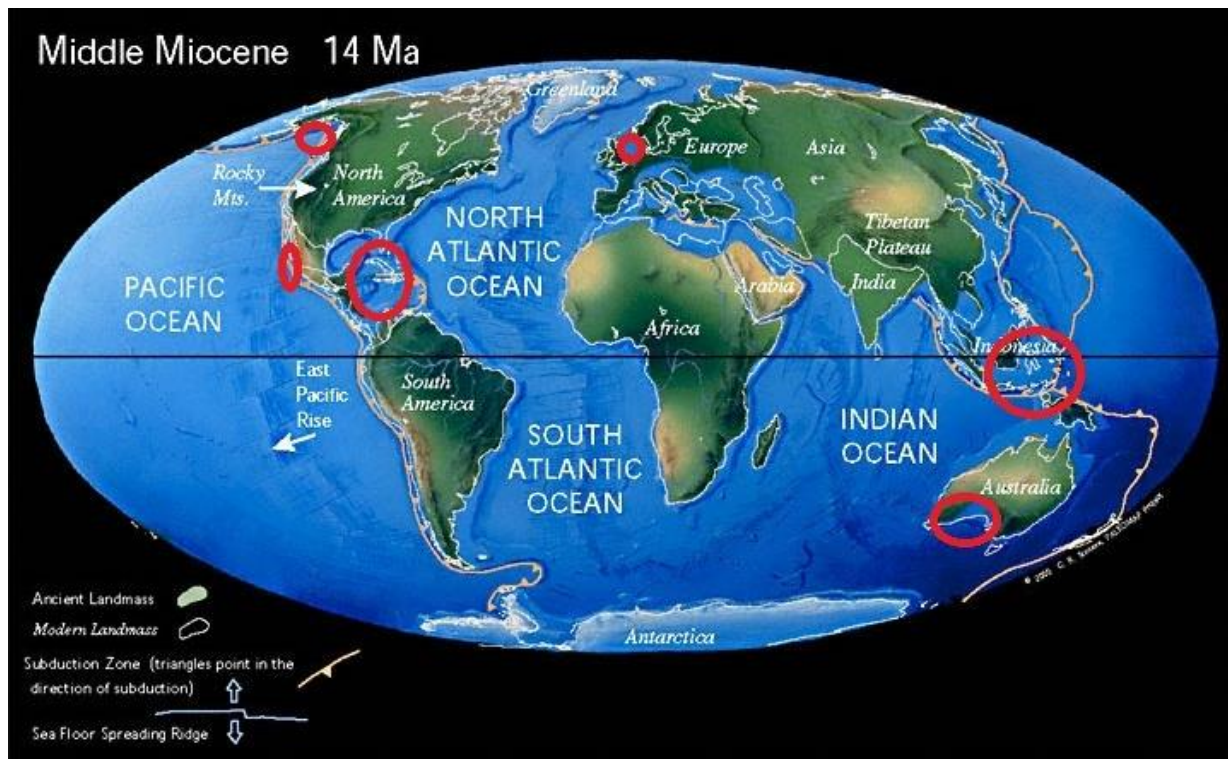 Middle Miocene 14 Ma
Greenland
Rocky
Mts.
North
America
Europe
Asia
NORTH
ATLANTIC
OCEAN
Tibetan
Plateau
PACIFIC
OCEAN
Arabia
India
Africa
Indonesia
East
Pacific
Rise
South
America
SOUTH
ATLANTIC
OCEAN
INDIAN
OCEAN
Australia
Antarctica
Ancient Landmass
Modern Landmass
Subduction Zone (triangles point in the
direction of subduction)
Sea Floor Spreading Ridge